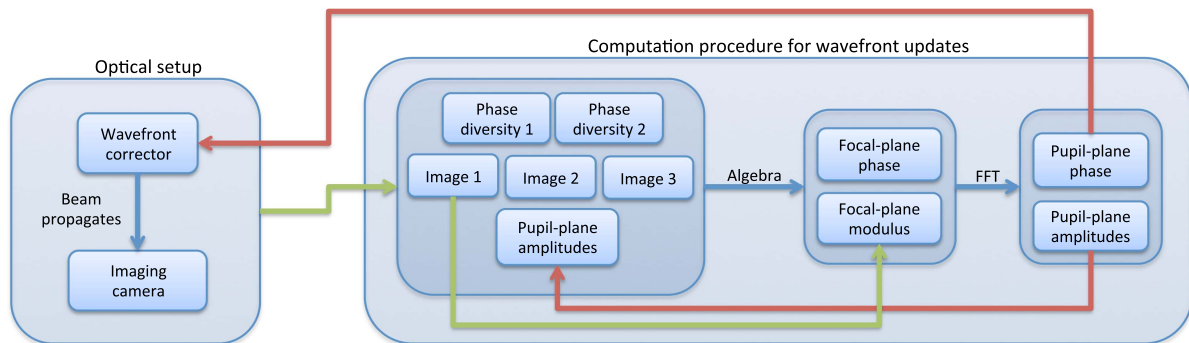 Computation procedure for wavefront updates
Optical setup
Wavefront
corrector
Beam
propagates
Imaging
camera
Phase
diversity 1
Phase
diversity 2
Image 1
Image 2
Image 3
Pupil-plane
amplitudes
Algebra
Focal-plane
phase
Focal-plane
modulus
FFT
Pupil-plane
phase
Pupil-plane
amplitudes